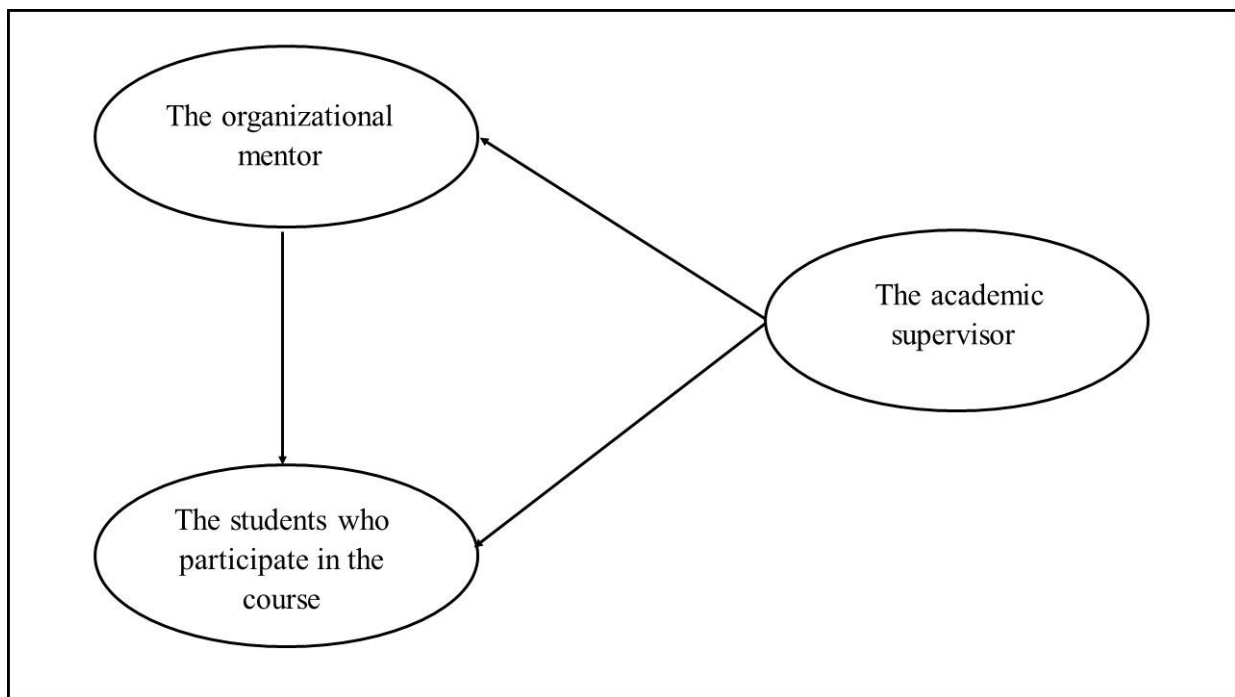 The organizational
mentor
The academic
supervisor
The students who
participate in the
course